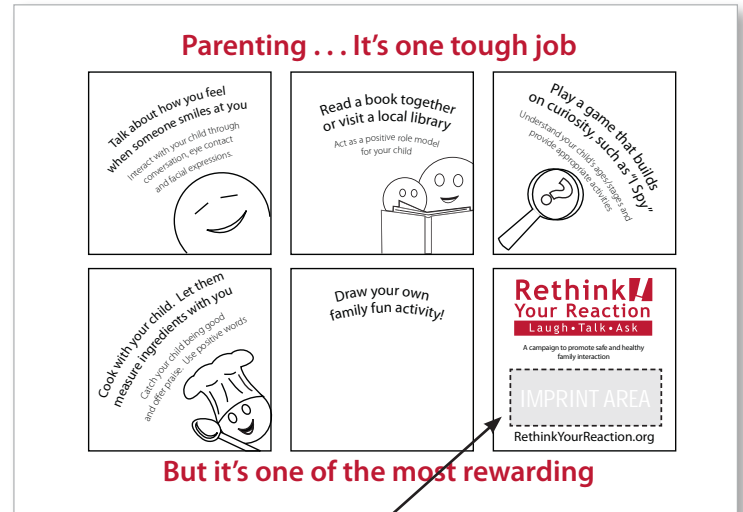 Parenting . . . It's one tough job
Talk about how you feel
when someone smiles at you
Interact with your child through
conversation, eye contact
and facial expressions.
Read a book together
or visit a local library
Act as a positive role model
for your child
Play a game that builds
on curiosity, such as "I Spy"
Understand your child's ages/stages and
provide appropriate activities
?
Cook with your child.  Let them
measure ingredients with you
Catch your child being good
and offer praise.  Use positive words
Draw your own
family fun activity!
Rethink!
Your Reaction
Laugh • Talk • Ask
A campaign to promote safe and healthy
family interaction
IMPRINT AREA
RethinkYourReaction.org
But it's one of the most rewarding